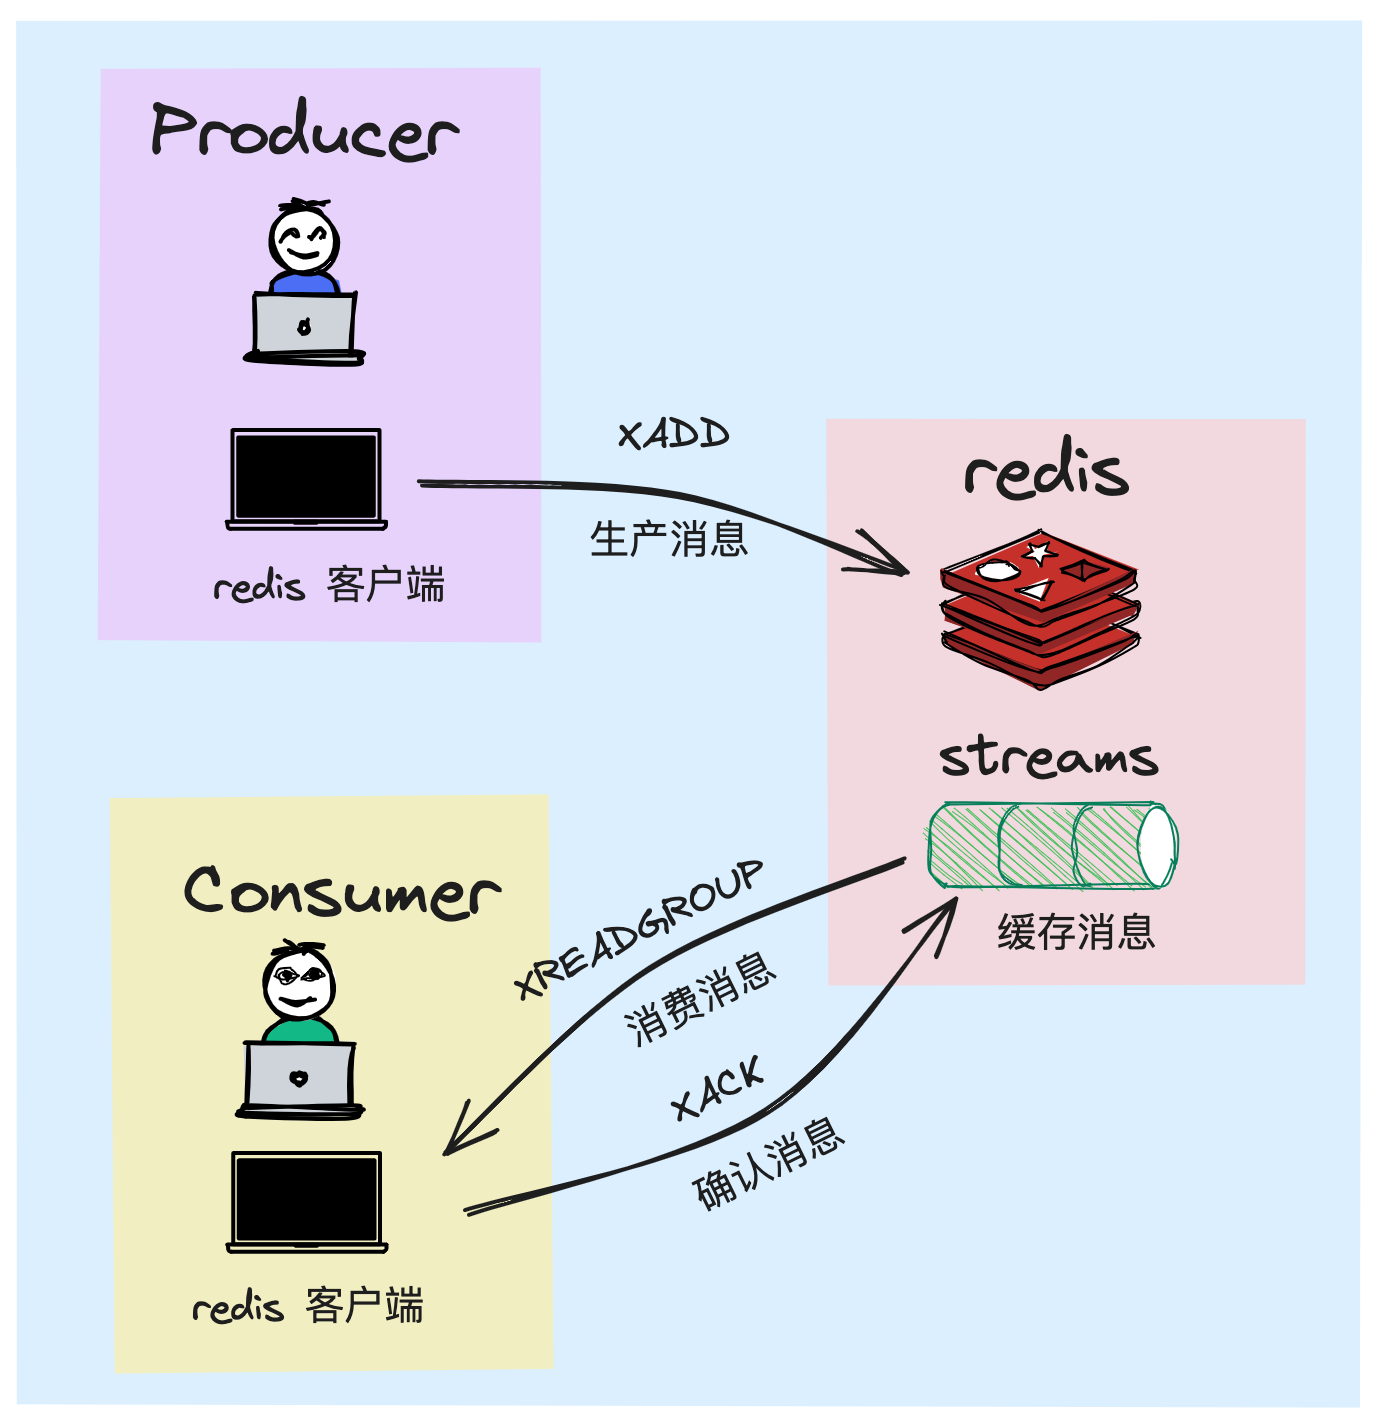 Producer
redis 客户端
XADD
生产消息
redis
streams
缓存消息
Consumer
redis 客户端
XREADGROUP
消费消息
XACK
确认消息